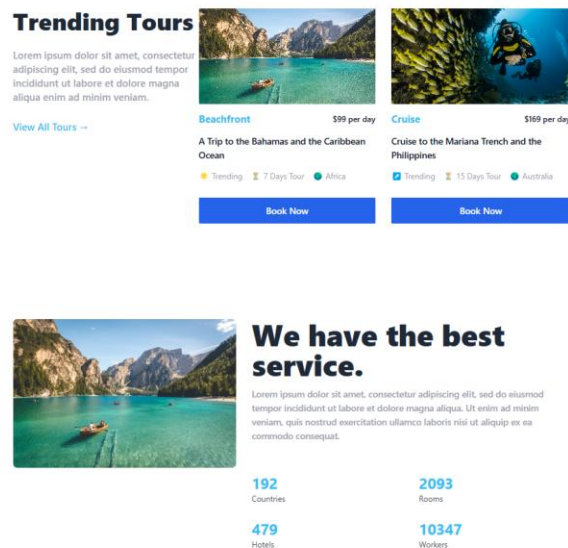 Trending Tours
Lorem ipsum dolor sit amet, consectetur
adipiscing elit, sed do eiusmod tempor
incididunt ut labore et dolore magna
aliqua enim ad minim veniam.
View All Tours →
Beachfront $99 per day
A Trip to the Bahamas and the Caribbean
Ocean
Trending 7 Days Tour Africa
Book Now
Cruise $169 per day
Cruise to the Mariana Trench and the
Philippines
Trending 15 Days Tour Australia
Book Now
We have the best
service.
Lorem ipsum dolor sit amet, consectetur adipiscing elit, sed do eiusmod
tempor incididunt ut labore et dolore magna aliqua. Ut enim ad minim
veniam, quis nostrud exercitation ullamco laboris nisi ut aliquip ex ea
commodo consequat.
192 2093
Countries Rooms
479 10347
Hotels Workers